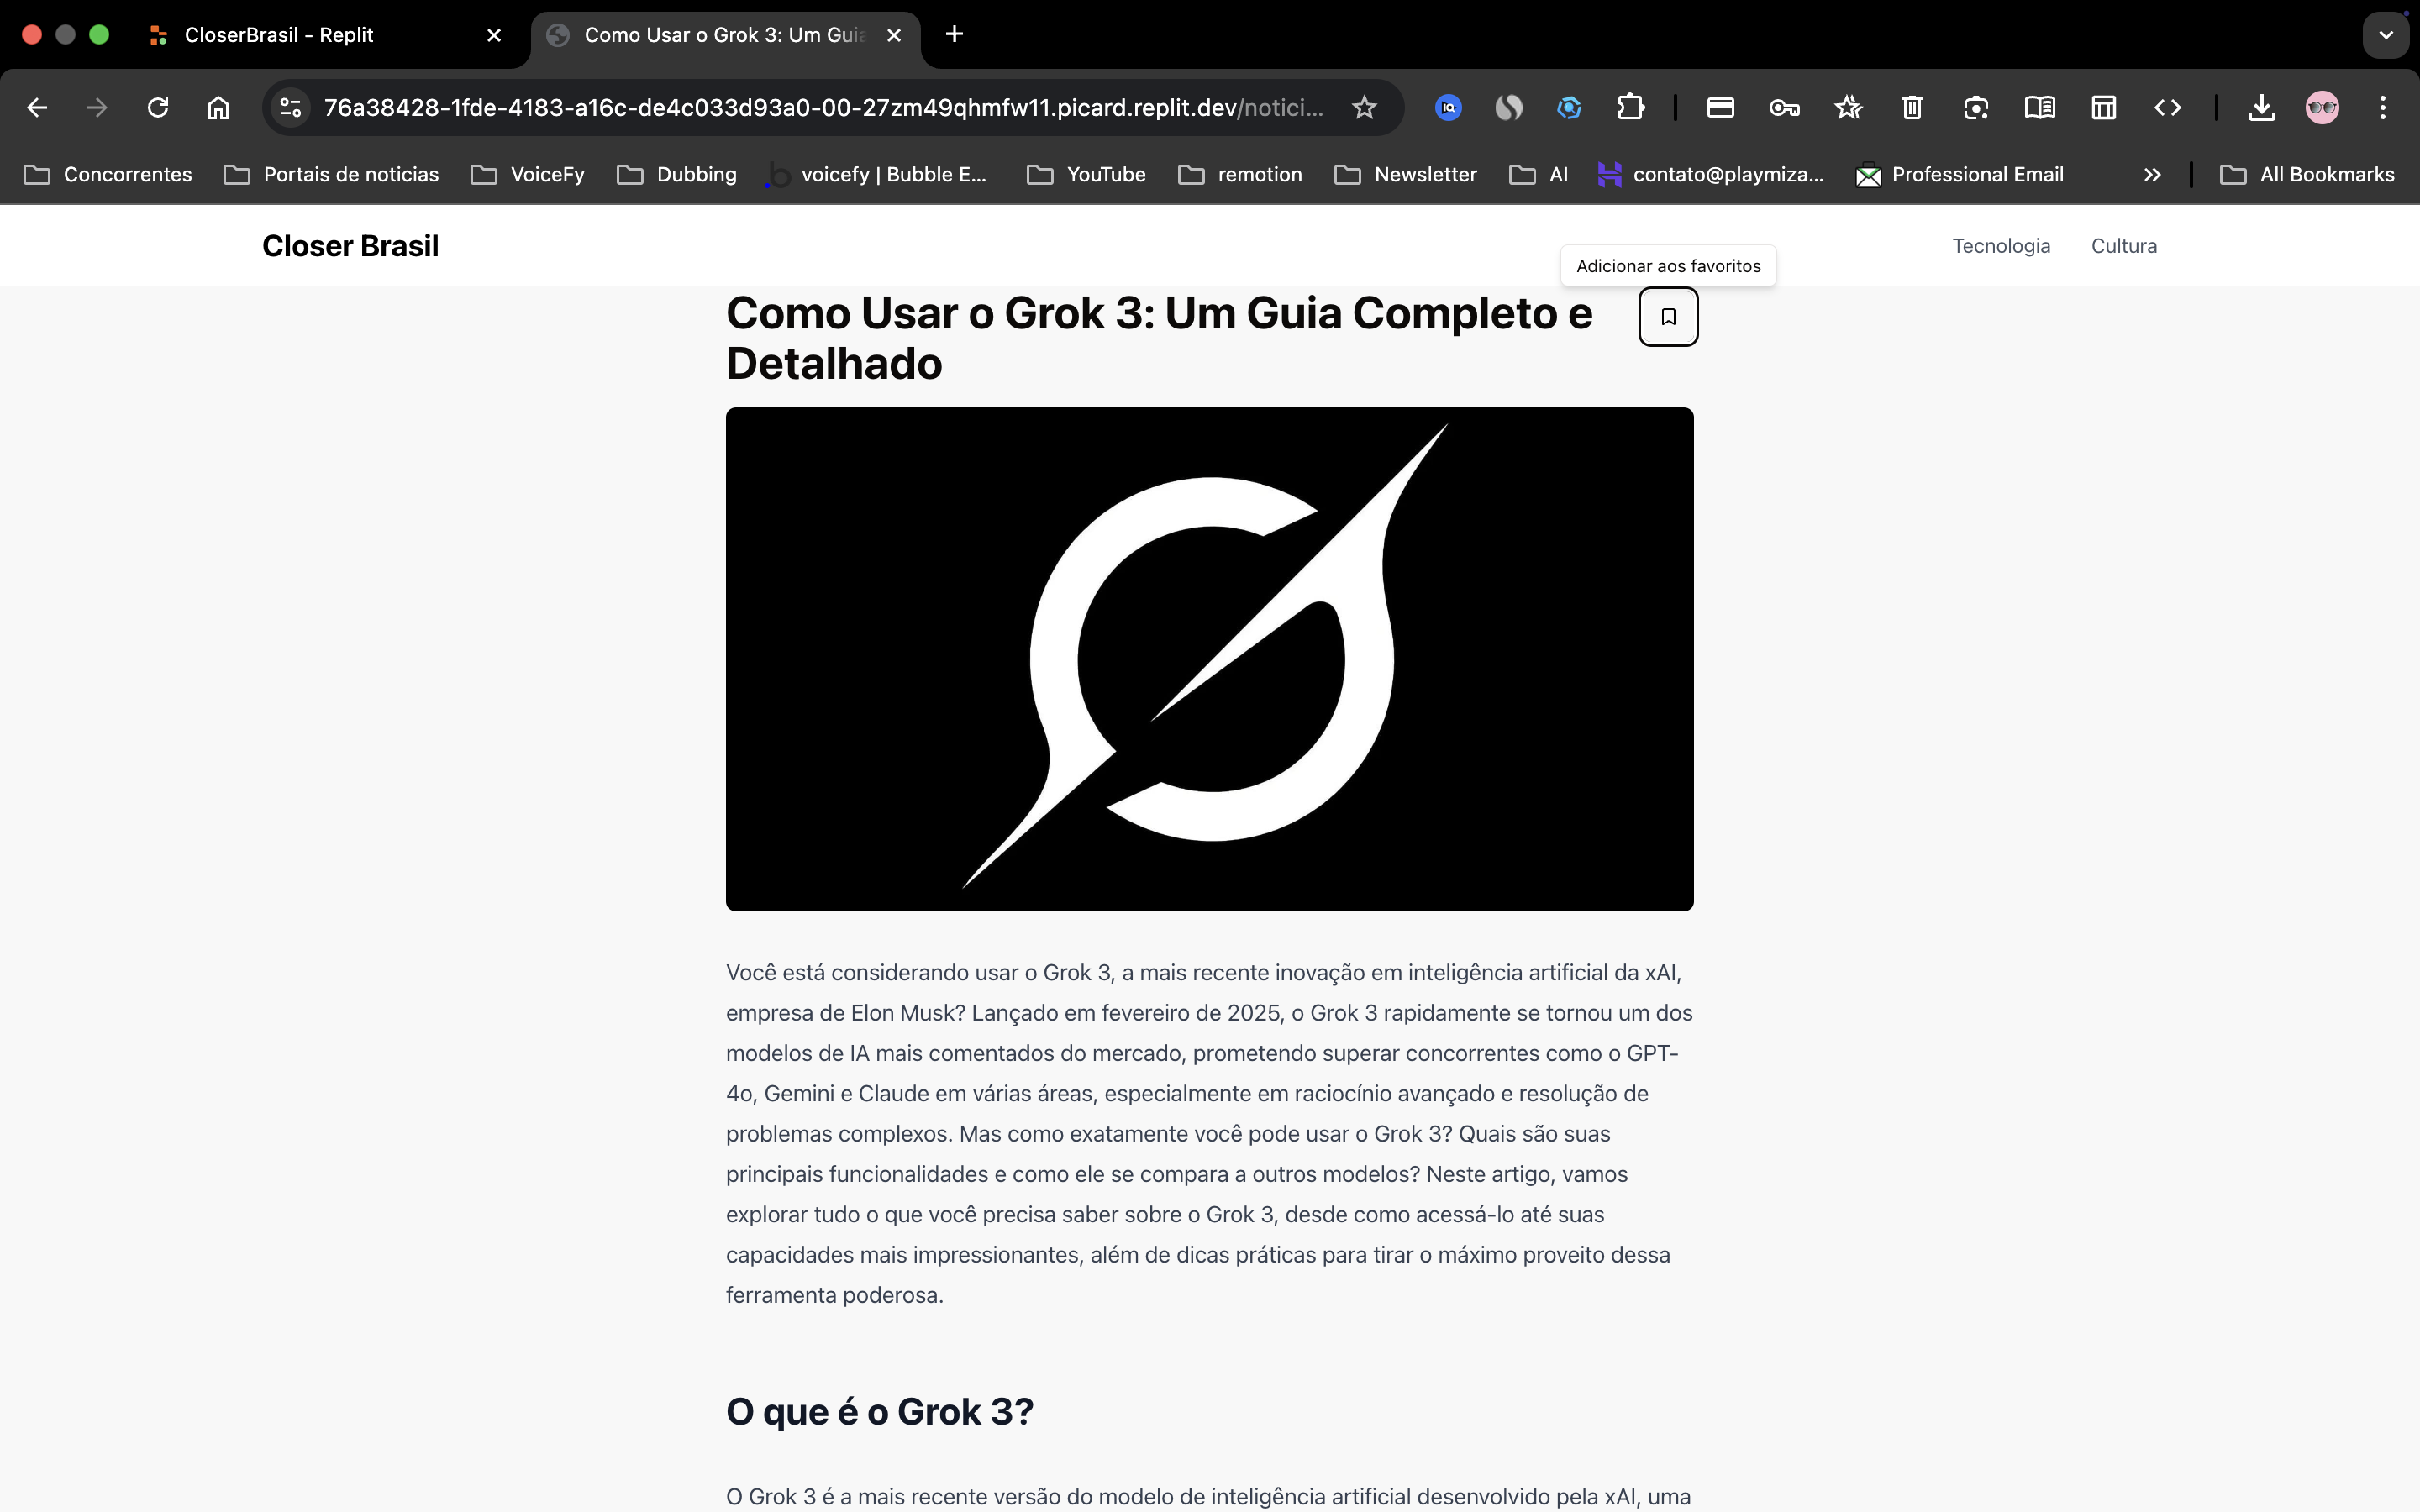 CloserBrasil - Replit
Como Usar o Grok 3: Um Guia
76a38428-1fde-4183-a16c-de4c033d93a0-00-27zm49qhmfw11.picard.replit.dev/notici...
Concorrentes
Portais de noticias
VoiceFy
Dubbing
voicefy | Bubble E...
YouTube
remotion
Newsletter
AI
contato@playmiza...
Professional Email
All Bookmarks
Closer Brasil
Tecnologia
Cultura
Adicionar aos favoritos
Como Usar o Grok 3: Um Guia Completo e
Detalhado
Você está considerando usar o Grok 3, a mais recente inovação em inteligência artificial da xAI,
empresa de Elon Musk? Lançado em fevereiro de 2025, o Grok 3 rapidamente se tornou um dos
modelos de IA mais comentados do mercado, prometendo superar concorrentes como o GPT-
4o, Gemini e Claude em várias áreas, especialmente em raciocínio avançado e resolução de
problemas complexos. Mas como exatamente você pode usar o Grok 3? Quais são suas
principais funcionalidades e como ele se compara a outros modelos? Neste artigo, vamos
explorar tudo o que você precisa saber sobre o Grok 3, desde como acessá-lo até suas
capacidades mais impressionantes, além de dicas práticas para tirar o máximo proveito dessa
ferramenta poderosa.
O que é o Grok 3?
O Grok 3 é a mais recente versão do modelo de inteligência artificial desenvolvido pela xAI, uma